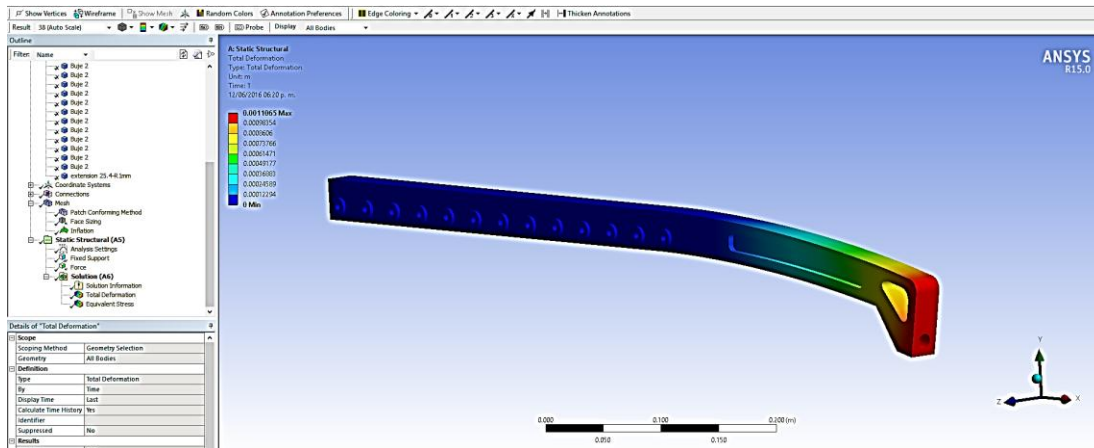 Show Vertices Wireframe Show Mesh Random Colors Annotation Preferences Edge Coloring Thicken Annotations
Result 38 (Auto Scale) Probe Display All Bodies
Outline
Filter: Name
Buje 2
Buje 2
Buje 2
Buje 2
Buje 2
Buje 2
Buje 2
Buje 2
Buje 2
Buje 2
extension 25.4-R.1mm
Coordinate Systems
Connections
Mesh
Patch Conforming Method
Face Sizing
Inflation
Static Structural (A5)
Analysis Settings
Fixed Support
Force
Solution (A6)
Solution Information
Total Deformation
Equivalent Stress
Details of "Total Deformation"
Scope
Scoping Method Geometry Selection
Geometry All Bodies
Definition
Type Total Deformation
By Time
Display Time Last
Calculate Time History Yes
Identifier
Suppressed No
Results
A: Static Structural
Total Deformation
Type: Total Deformation
Unit: m
Time: 1
12/06/2016 06:20 p. m.
0.0011065 Max
0.00098354
0.0008606
0.00073766
0.00061471
0.00049177
0.00036883
0.00024589
0.00012294
0 Min
ANSYS
R15.0
0.000 0.100 0.200 (m)
0.050 0.150
Y
Z X